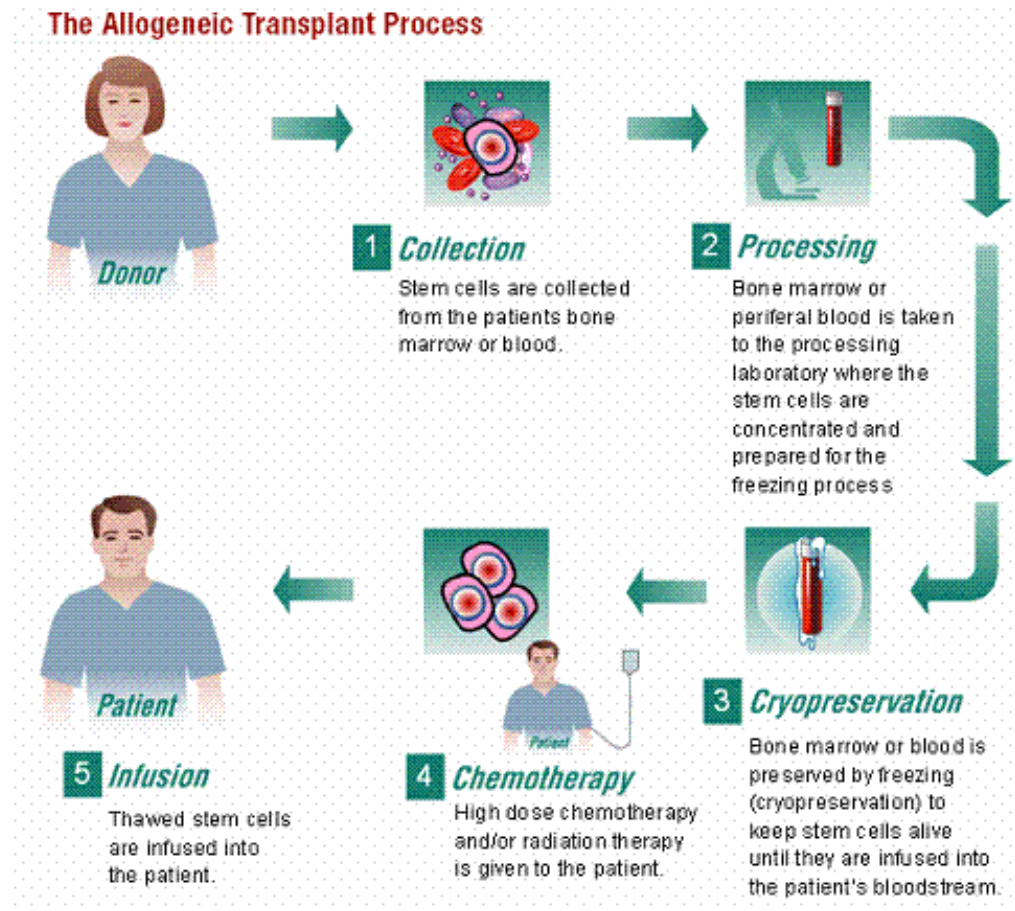 The Allogeneic Transplant Process
Donor
1 Collection
Stem cells are collected
from the patients bone
marrow or blood.
2 Processing
Bone marrow or
periferal blood is taken
to the processing
laboratory where the
stem cells are
concentrated and
prepared for the
freezing process
3 Cryopreservation
Bone marrow or blood is
preserved by freezing
(cryopreservation) to
keep stem cells alive
until they are infused into
the patient's bloodstream.
Patient
4 Chemotherapy
High dose chemotherapy
and/or radiation therapy
is given to the patient.
Patient
5 Infusion
Thawed stem cells
are infused into
the patient.